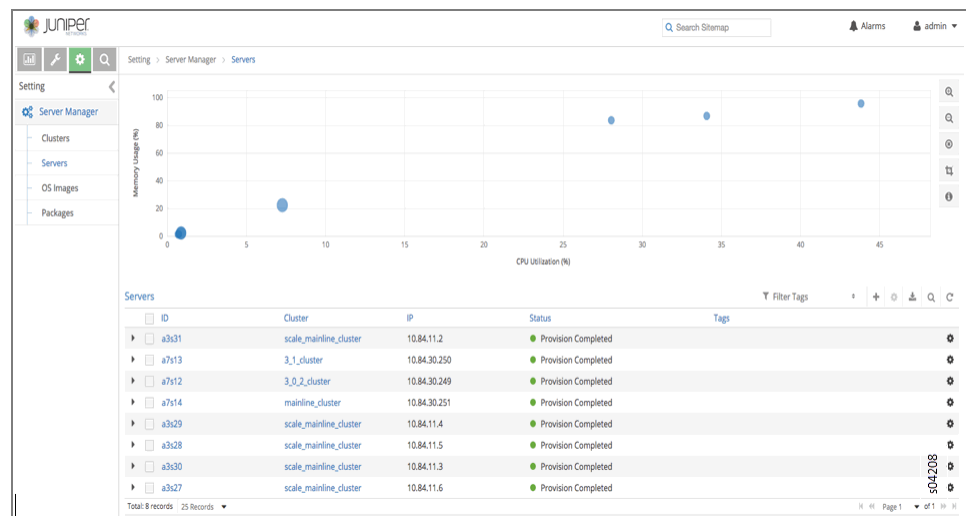 JUNIPER
NETWORKS
Search Sitemap
Alarms
admin
Setting > Server Manager > Servers
Setting
Server Manager
Clusters
Servers
OS Images
Packages
Memory Usage (%)
100
80
60
40
20
0
0 5 10 15 20 25 30 35 40 45
CPU Utilization (%)
Servers
Filter Tags
ID Cluster IP Status Tags
a3s31 scale_mainline_cluster 10.84.11.2 Provision Completed
a7s13 3_1_cluster 10.84.30.250 Provision Completed
a7s12 3_0_2_cluster 10.84.30.249 Provision Completed
a7s14 mainline_cluster 10.84.30.251 Provision Completed
a3s29 scale_mainline_cluster 10.84.11.4 Provision Completed
a3s28 scale_mainline_cluster 10.84.11.5 Provision Completed
a3s30 scale_mainline_cluster 10.84.11.3 Provision Completed
a3s27 scale_mainline_cluster 10.84.11.6 Provision Completed
s04208
Total: 8 records 25 Records Page 1 of 1